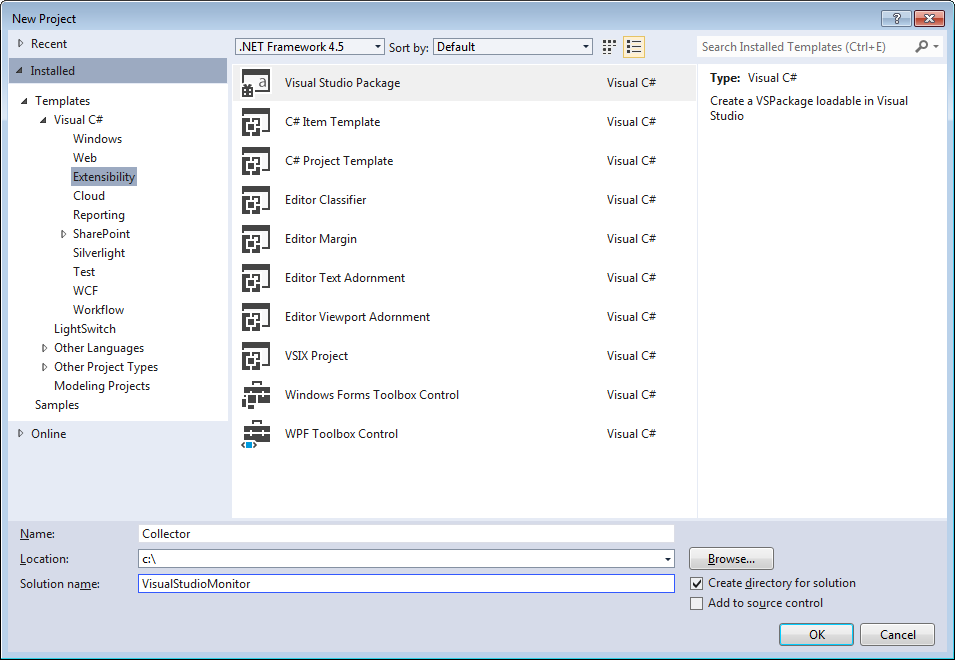 New Project
Recent
.NET Framework 4.5 Sort by: Default Search Installed Templates (Ctrl+E)
Installed
Templates
Visual C#
Windows
Web
Extensibility
Cloud
Reporting
SharePoint
Silverlight
Test
WCF
Workflow
LightSwitch
Other Languages
Other Project Types
Modeling Projects
Samples
Online
Visual Studio Package Visual C#
C# Item Template Visual C#
C# Project Template Visual C#
Editor Classifier Visual C#
Editor Margin Visual C#
Editor Text Adornment Visual C#
Editor Viewport Adornment Visual C#
VSIX Project Visual C#
Windows Forms Toolbox Control Visual C#
WPF Toolbox Control Visual C#
Type: Visual C#
Create a VSPackage loadable in Visual
Studio
Name: Collector
Location: c:\ Browse...
Solution name: VisualStudioMonitor
Create directory for solution
Add to source control
OK Cancel